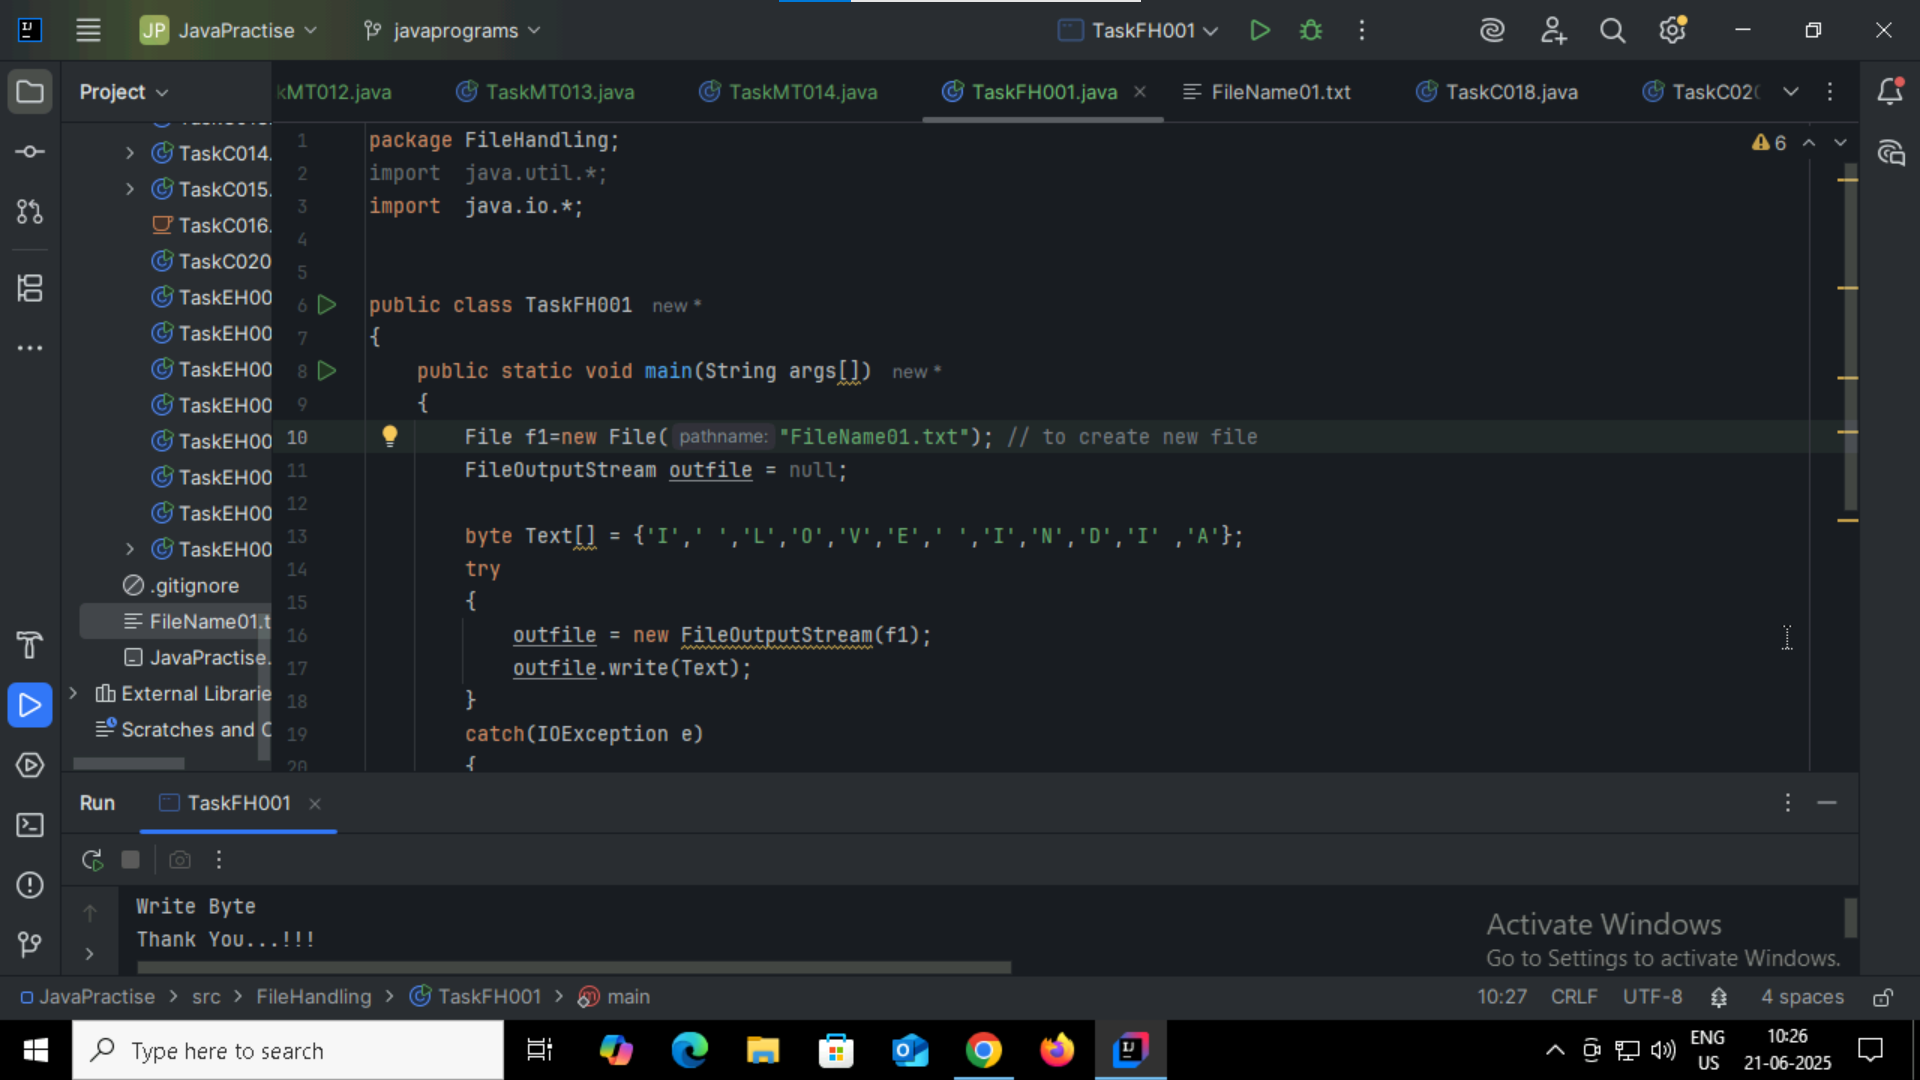 JP JavaPractise javaprograms TaskFH001
Project
kMT012.java TaskMT013.java TaskMT014.java TaskFH001.java FileName01.txt TaskC018.java TaskC02
TaskC014.
TaskC015.
TaskC016.
TaskC020
TaskEH00
TaskEH00
TaskEH00
TaskEH00
TaskEH00
TaskEH00
TaskEH00
TaskEH00
.gitignore
FileName01.t
JavaPractise.
External Librarie
Scratches and C
6
1 package FileHandling;
2 import java.util.*;
3 import java.io.*;
4
5
6 public class TaskFH001 new *
7 {
8 public static void main(String args[]) new *
9 {
10 File f1=new File( pathname: "FileName01.txt"); // to create new file
11 FileOutputStream outfile = null;
12
13 byte Text[] = {'I',' ','L','O','V','E',' ','I','N','D','I' ,'A'};
14 try
15 {
16 outfile = new FileOutputStream(f1);
17 outfile.write(Text);
18 }
19 catch(IOException e)
20 {
Run TaskFH001
Write Byte
Thank You...!!!
Activate Windows
Go to Settings to activate Windows.
JavaPractise > src > FileHandling > TaskFH001 > main 10:27 CRLF UTF-8 4 spaces
Type here to search
ENG
US
10:26
21-06-2025